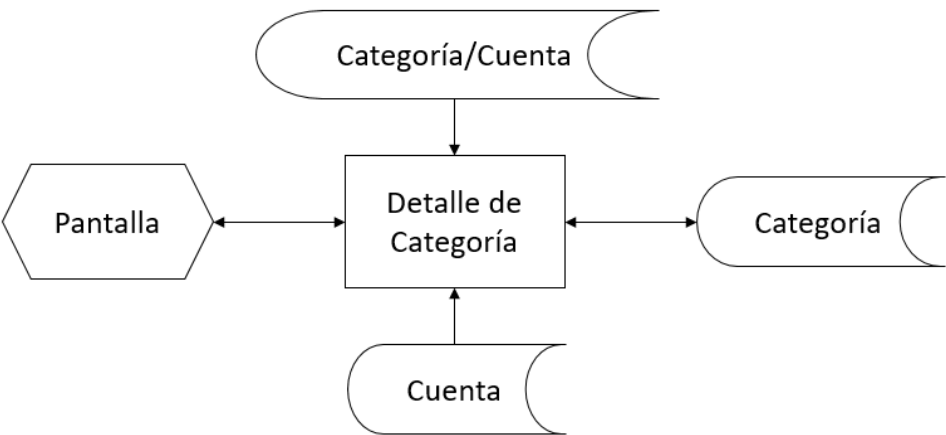 Categoría/Cuenta
Pantalla
Detalle de
Categoría
Categoría
Cuenta